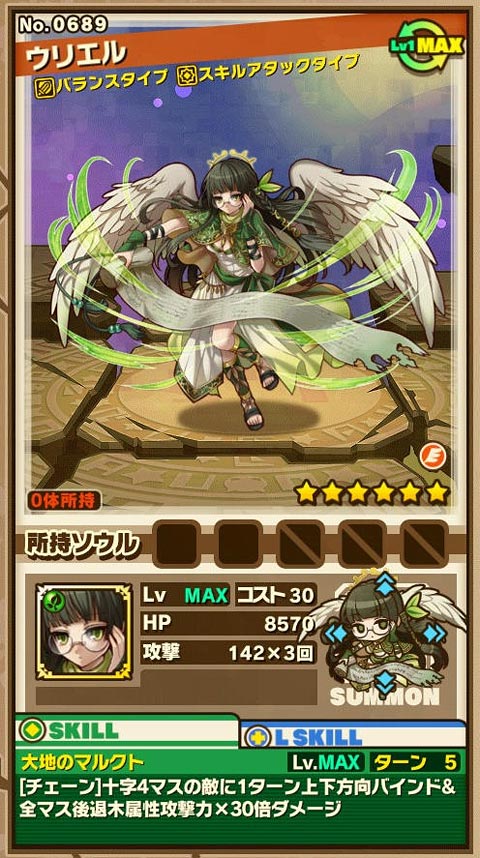 No.0689
ウリエル
Lv1 MAX
バランスタイプ スキルアタックタイプ
E
0体所持
所持ソウル
Lv MAX コスト 30
HP 8570
攻撃 142×3回
SUMMON
SKILL
L SKILL
大地のマルクト Lv.MAX ターン 5
[チェーン]十字4マスの敵に1ターン上下方向バインド&
全マス後退木属性攻撃力×30倍ダメージ